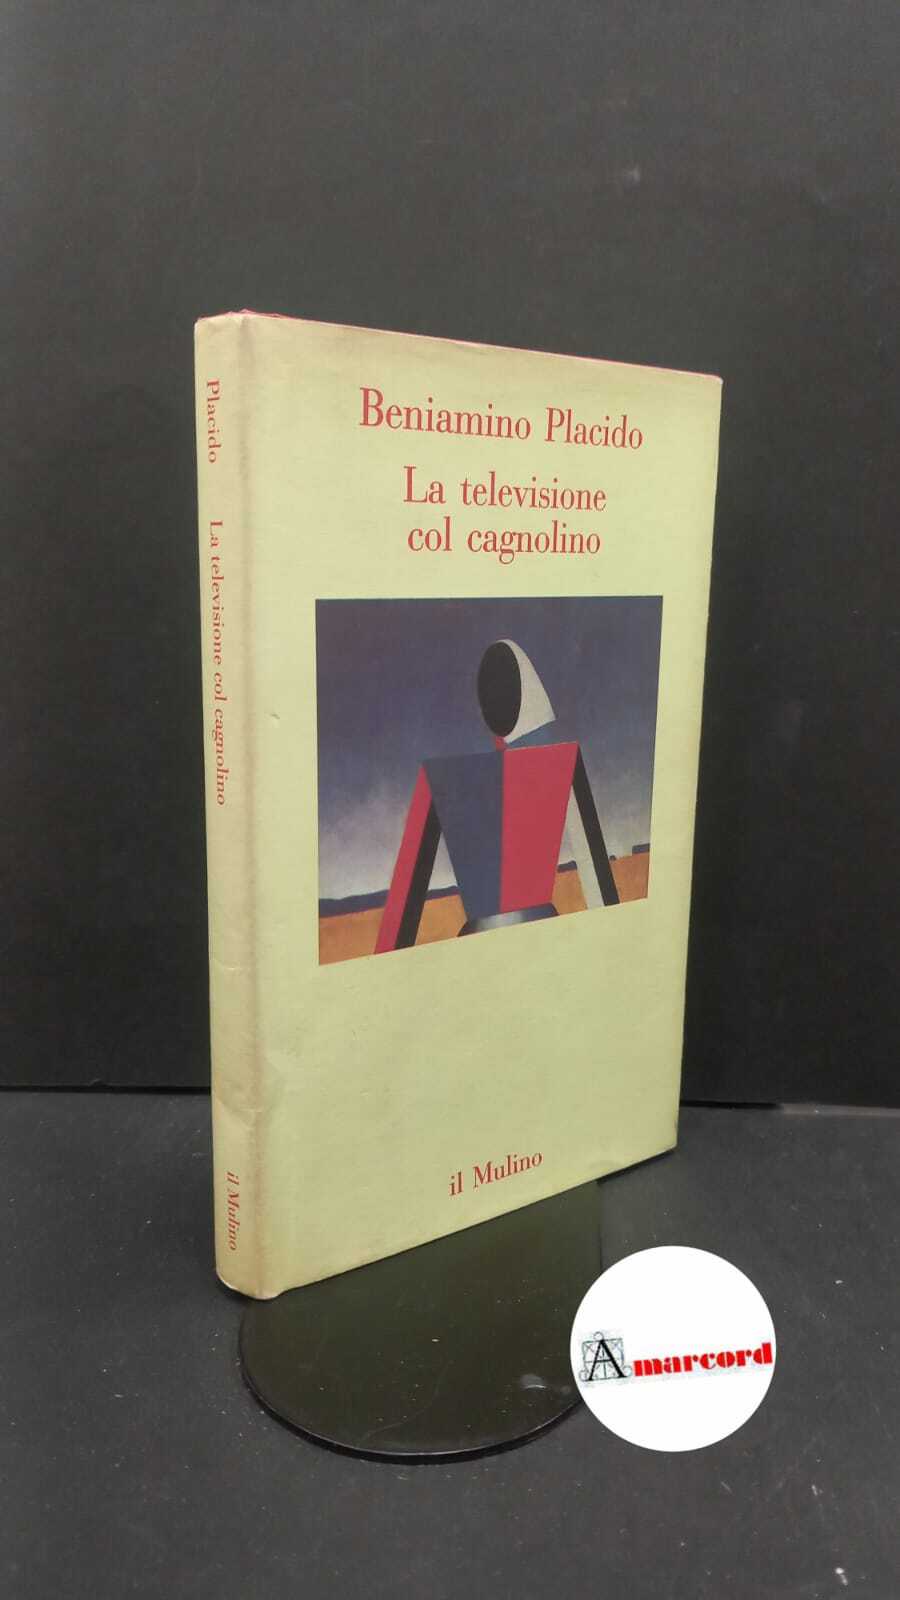 Beniamino Placido
La televisione
col cagnolino
il Mulino
Placido La televisione col cagnolino il Mulino
Amarcord